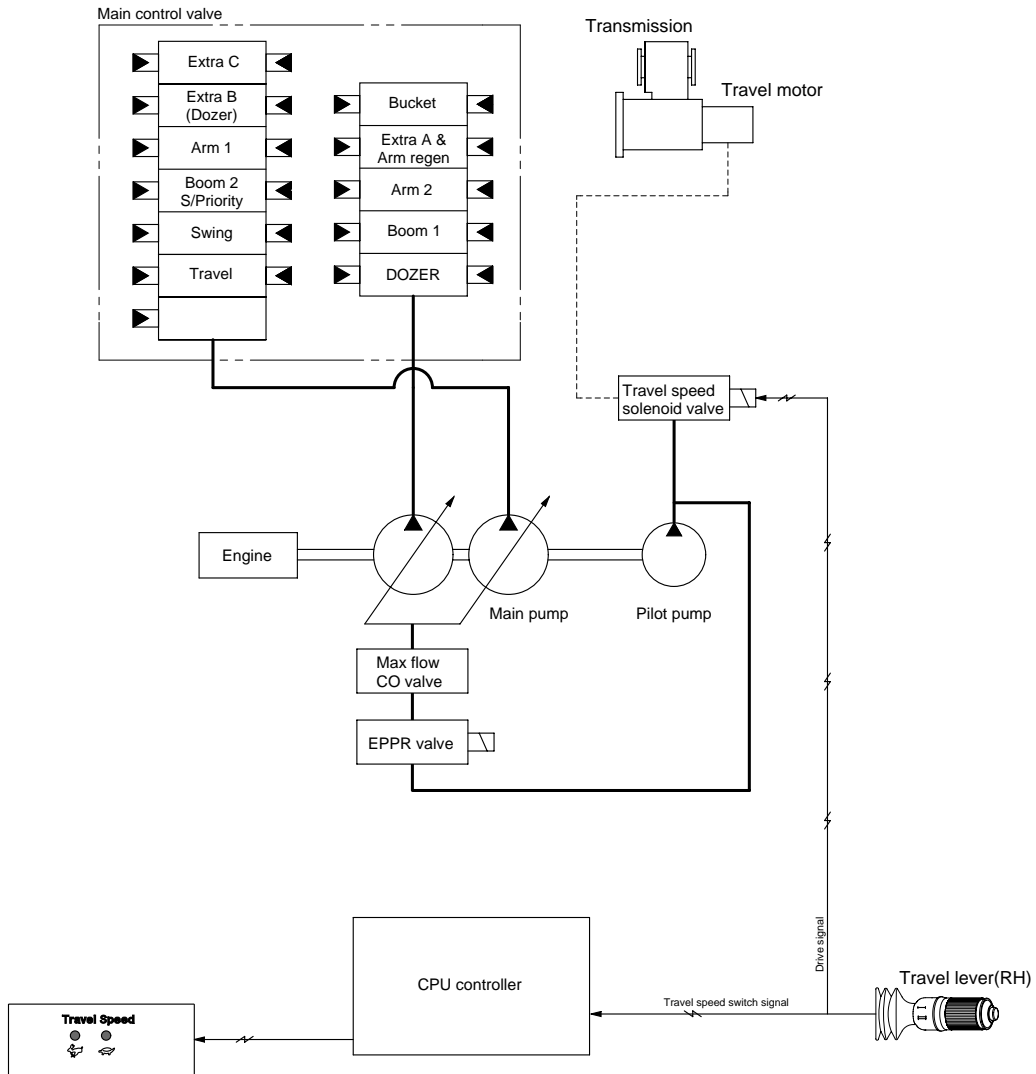 Main control valve
Extra C
Extra B
(Dozer)
Arm 1
Boom 2
S/Priority
Swing
Travel
Bucket
Extra A &
Arm regen
Arm 2
Boom 1
DOZER
Transmission
Travel motor
Travel speed
solenoid valve
Engine
Main pump
Pilot pump
Max flow
CO valve
EPPR valve
Drive signal
CPU controller
Travel speed switch signal
Travel lever(RH)
Travel Speed